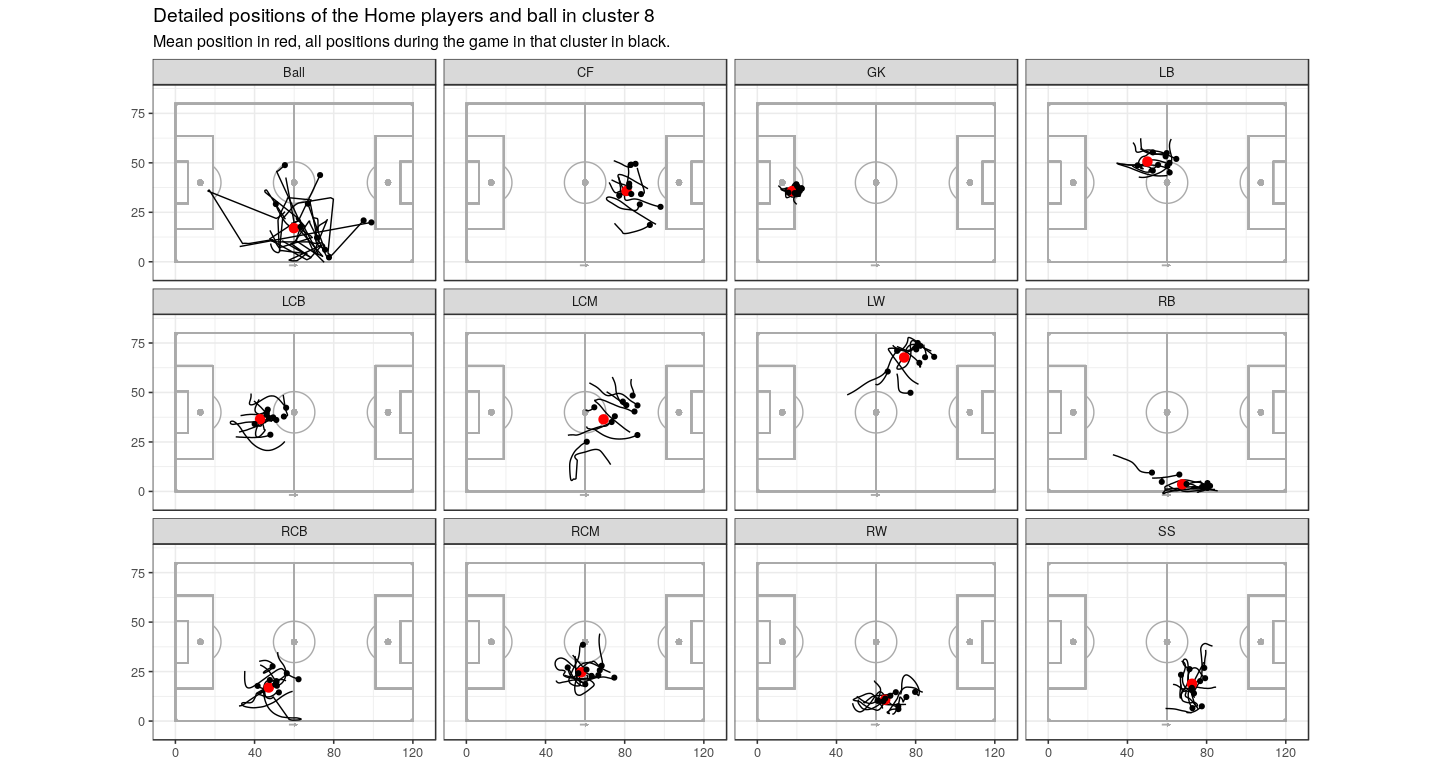 Detailed positions of the Home players and ball in cluster 8
Mean position in red, all positions during the game in that cluster in black.
Ball
CF
GK
LB
75
50
25
0
LCB
LCM
LW
RB
75
50
25
0
RCB
RCM
RW
SS
75
50
25
0
0 40 80 120 0 40 80 120 0 40 80 120 0 40 80 120